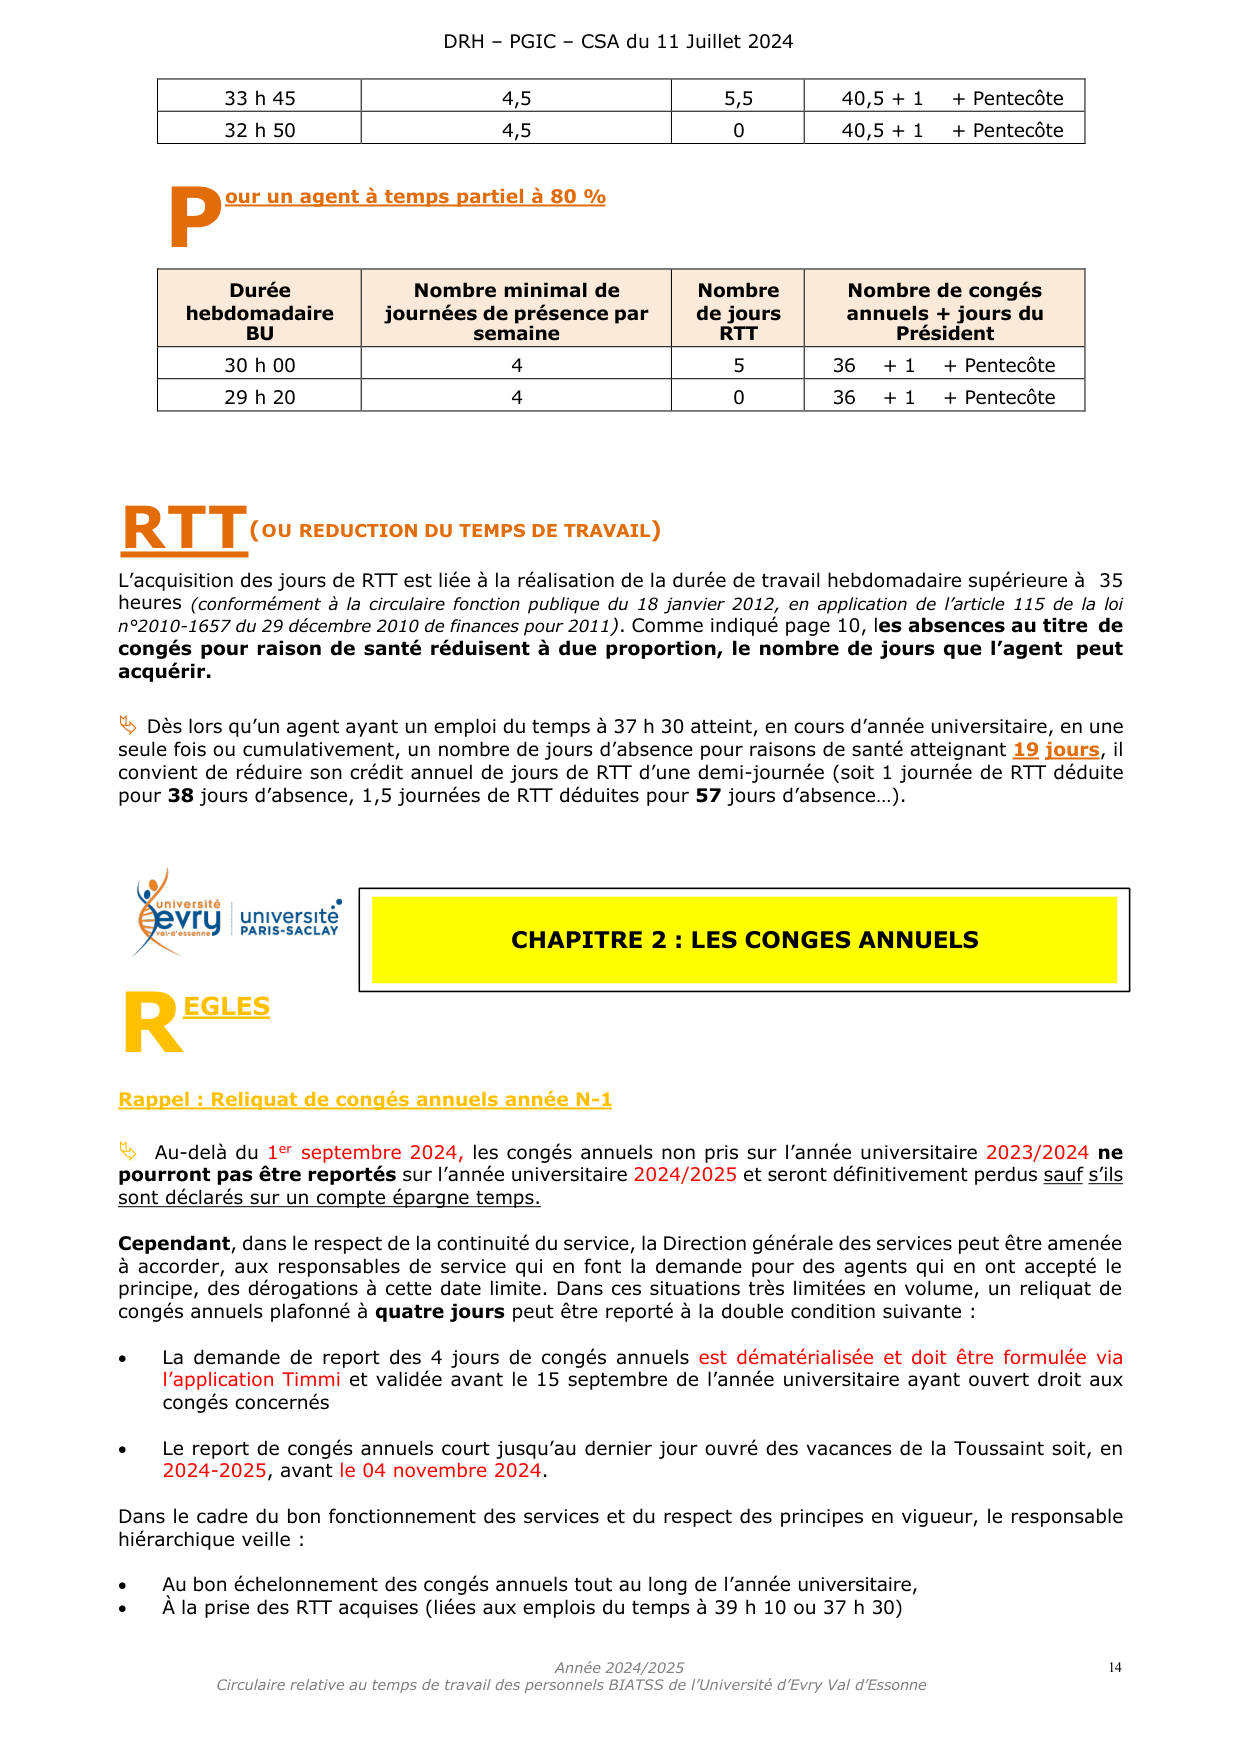 DRH – PGIC – CSA du 11 Juillet 2024
33 h 45 4,5 5,5 40,5 + 1 + Pentecôte
32 h 50 4,5 0 40,5 + 1 + Pentecôte
Pour un agent à temps partiel à 80 %
Durée hebdomadaire BU Nombre minimal de journées de présence par semaine Nombre de jours RTT Nombre de congés annuels + jours du Président
30 h 00 4 5 36 + 1 + Pentecôte
29 h 20 4 0 36 + 1 + Pentecôte
RTT (OU REDUCTION DU TEMPS DE TRAVAIL)
L’acquisition des jours de RTT est liée à la réalisation de la durée de travail hebdomadaire supérieure à 35
heures (conformément à la circulaire fonction publique du 18 janvier 2012, en application de l’article 115 de la loi
n°2010-1657 du 29 décembre 2010 de finances pour 2011). Comme indiqué page 10, les absences au titre de
congés pour raison de santé réduisent à due proportion, le nombre de jours que l’agent peut
acquérir.
Dès lors qu’un agent ayant un emploi du temps à 37 h 30 atteint, en cours d’année universitaire, en une
seule fois ou cumulativement, un nombre de jours d’absence pour raisons de santé atteignant 19 jours, il
convient de réduire son crédit annuel de jours de RTT d’une demi-journée (soit 1 journée de RTT déduite
pour 38 jours d’absence, 1,5 journées de RTT déduites pour 57 jours d’absence…).
université evry val-d'essonne université PARIS-SACLAY
CHAPITRE 2 : LES CONGES ANNUELS
REGLES
Rappel : Reliquat de congés annuels année N-1
Au-delà du 1er septembre 2024, les congés annuels non pris sur l’année universitaire 2023/2024 ne
pourront pas être reportés sur l’année universitaire 2024/2025 et seront définitivement perdus sauf s’ils
sont déclarés sur un compte épargne temps.
Cependant, dans le respect de la continuité du service, la Direction générale des services peut être amenée
à accorder, aux responsables de service qui en font la demande pour des agents qui en ont accepté le
principe, des dérogations à cette date limite. Dans ces situations très limitées en volume, un reliquat de
congés annuels plafonné à quatre jours peut être reporté à la double condition suivante :
• La demande de report des 4 jours de congés annuels est dématérialisée et doit être formulée via
l’application Timmi et validée avant le 15 septembre de l’année universitaire ayant ouvert droit aux
congés concernés
• Le report de congés annuels court jusqu’au dernier jour ouvré des vacances de la Toussaint soit, en
2024-2025, avant le 04 novembre 2024.
Dans le cadre du bon fonctionnement des services et du respect des principes en vigueur, le responsable
hiérarchique veille :
• Au bon échelonnement des congés annuels tout au long de l’année universitaire,
• À la prise des RTT acquises (liées aux emplois du temps à 39 h 10 ou 37 h 30)
Année 2024/2025
Circulaire relative au temps de travail des personnels BIATSS de l’Université d’Evry Val d’Essonne
14